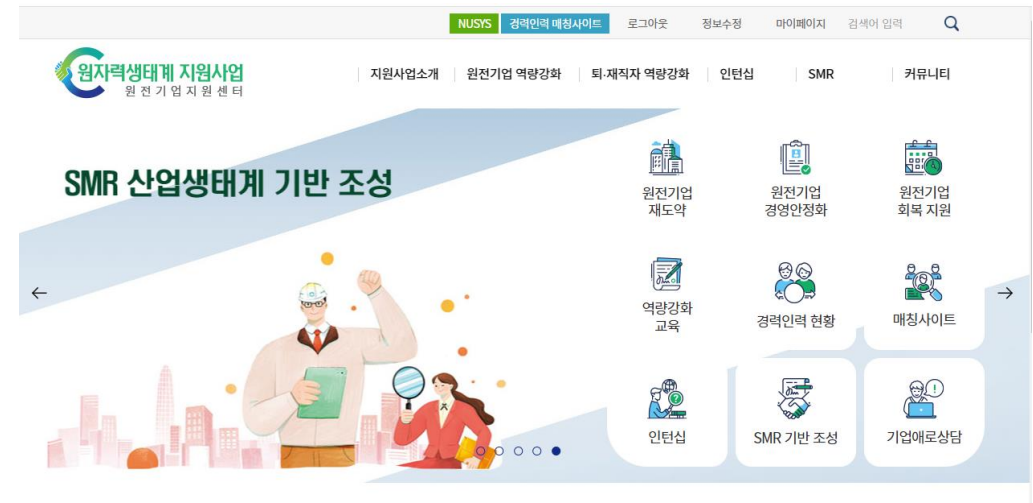 NUSYS 경력인력 매칭사이트 로그아웃 정보수정 마이페이지 검색어 입력
원자력생태계 지원사업
원전기업지원센터
지원사업소개 원전기업 역량강화 퇴·재직자 역량강화 인턴십 SMR 커뮤니티
SMR 산업생태계 기반 조성
원전기업
재도약
원전기업
경영안정화
원전기업
회복 지원
역량강화
교육
경력인력 현황
매칭사이트
인턴십
SMR 기반 조성
기업애로상담